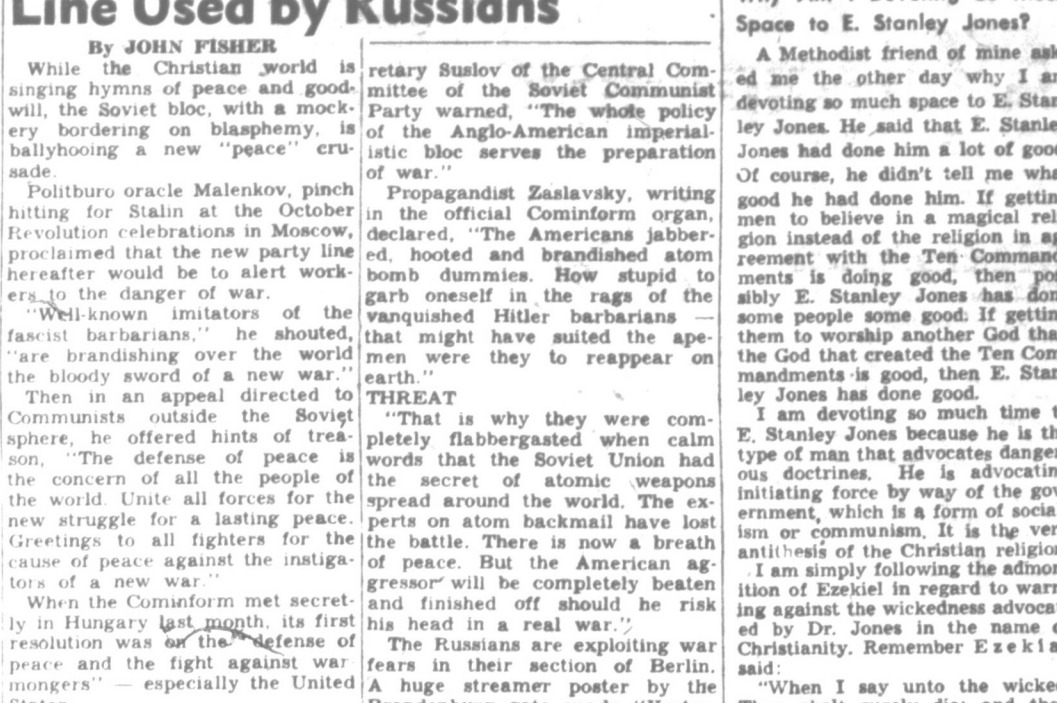 Line Used by Russians
By JOHN FISHER
While the Christian world is
singing hymns of peace and good-
will, the Soviet bloc, with a mock-
ery bordering on blasphemy, is
ballyhooing a new "peace" cru-
sade.
Politburo oracle Malenkov, pinch
hitting for Stalin at the October
Revolution celebrations in Moscow,
proclaimed that the new party line
hereafter would be to alert work-
ers to the danger of war.
"Well-known imitators of the
fascist barbarians," he shouted,
"are brandishing over the world
the bloody sword of a new war."
Then in an appeal directed to
Communists outside the Soviet
sphere, he offered hints of trea-
son, "The defense of peace is
the concern of all the people of
the world. Unite all forces for the
new struggle for a lasting peace.
Greetings to all fighters for the
cause of peace against the instiga-
tors of a new war."
When the Cominform met secret-
ly in Hungary last month, its first
resolution was on the "defense of
peace and the fight against war
mongers" — especially the United
retary Suslov of the Central Com-
mittee of the Soviet Communist
Party warned, "The whole policy
of the Anglo-American imperial-
istic bloc serves the preparation
of war."
Propagandist Zaslavsky, writing
in the official Cominform organ,
declared, "The Americans jabber-
ed, hooted and brandished atom
bomb dummies. How stupid to
garb oneself in the rags of the
vanquished Hitler barbarians —
that might have suited the ape-
men were they to reappear on
earth."
THREAT
"That is why they were com-
pletely flabbergasted when calm
words that the Soviet Union had
the secret of atomic weapons
spread around the world. The ex-
perts on atom backmail have lost
the battle. There is now a breath
of peace. But the American ag-
gressor will be completely beaten
and finished off should he risk
his head in a real war."
The Russians are exploiting war
fears in their section of Berlin.
A huge streamer poster by the
Space to E. Stanley Jones?
A Methodist friend of mine ask
ed me the other day why I am
devoting so much space to E. Stan
ley Jones. He said that E. Stanle
Jones had done him a lot of good
Of course, he didn't tell me wha
good he had done him. If gettin
men to believe in a magical rel
gion instead of the religion in ag
reement with the Ten Command
ments is doing good, then pos
sibly E. Stanley Jones has don
some people some good. If gettin
them to worship another God tha
the God that created the Ten Com
mandments is good, then E. Stan
ley Jones has done good.
I am devoting so much time t
E. Stanley Jones because he is th
type of man that advocates danger
ous doctrines. He is advocatin
initiating force by way of the gov
ernment, which is a form of social
ism or communism. It is the ver
antithesis of the Christian religion
I am simply following the admon
ition of Ezekiel in regard to warn
ing against the wickedness advocat
ed by Dr. Jones in the name o
Christianity. Remember Ezekia
said:
"When I say unto the wicke